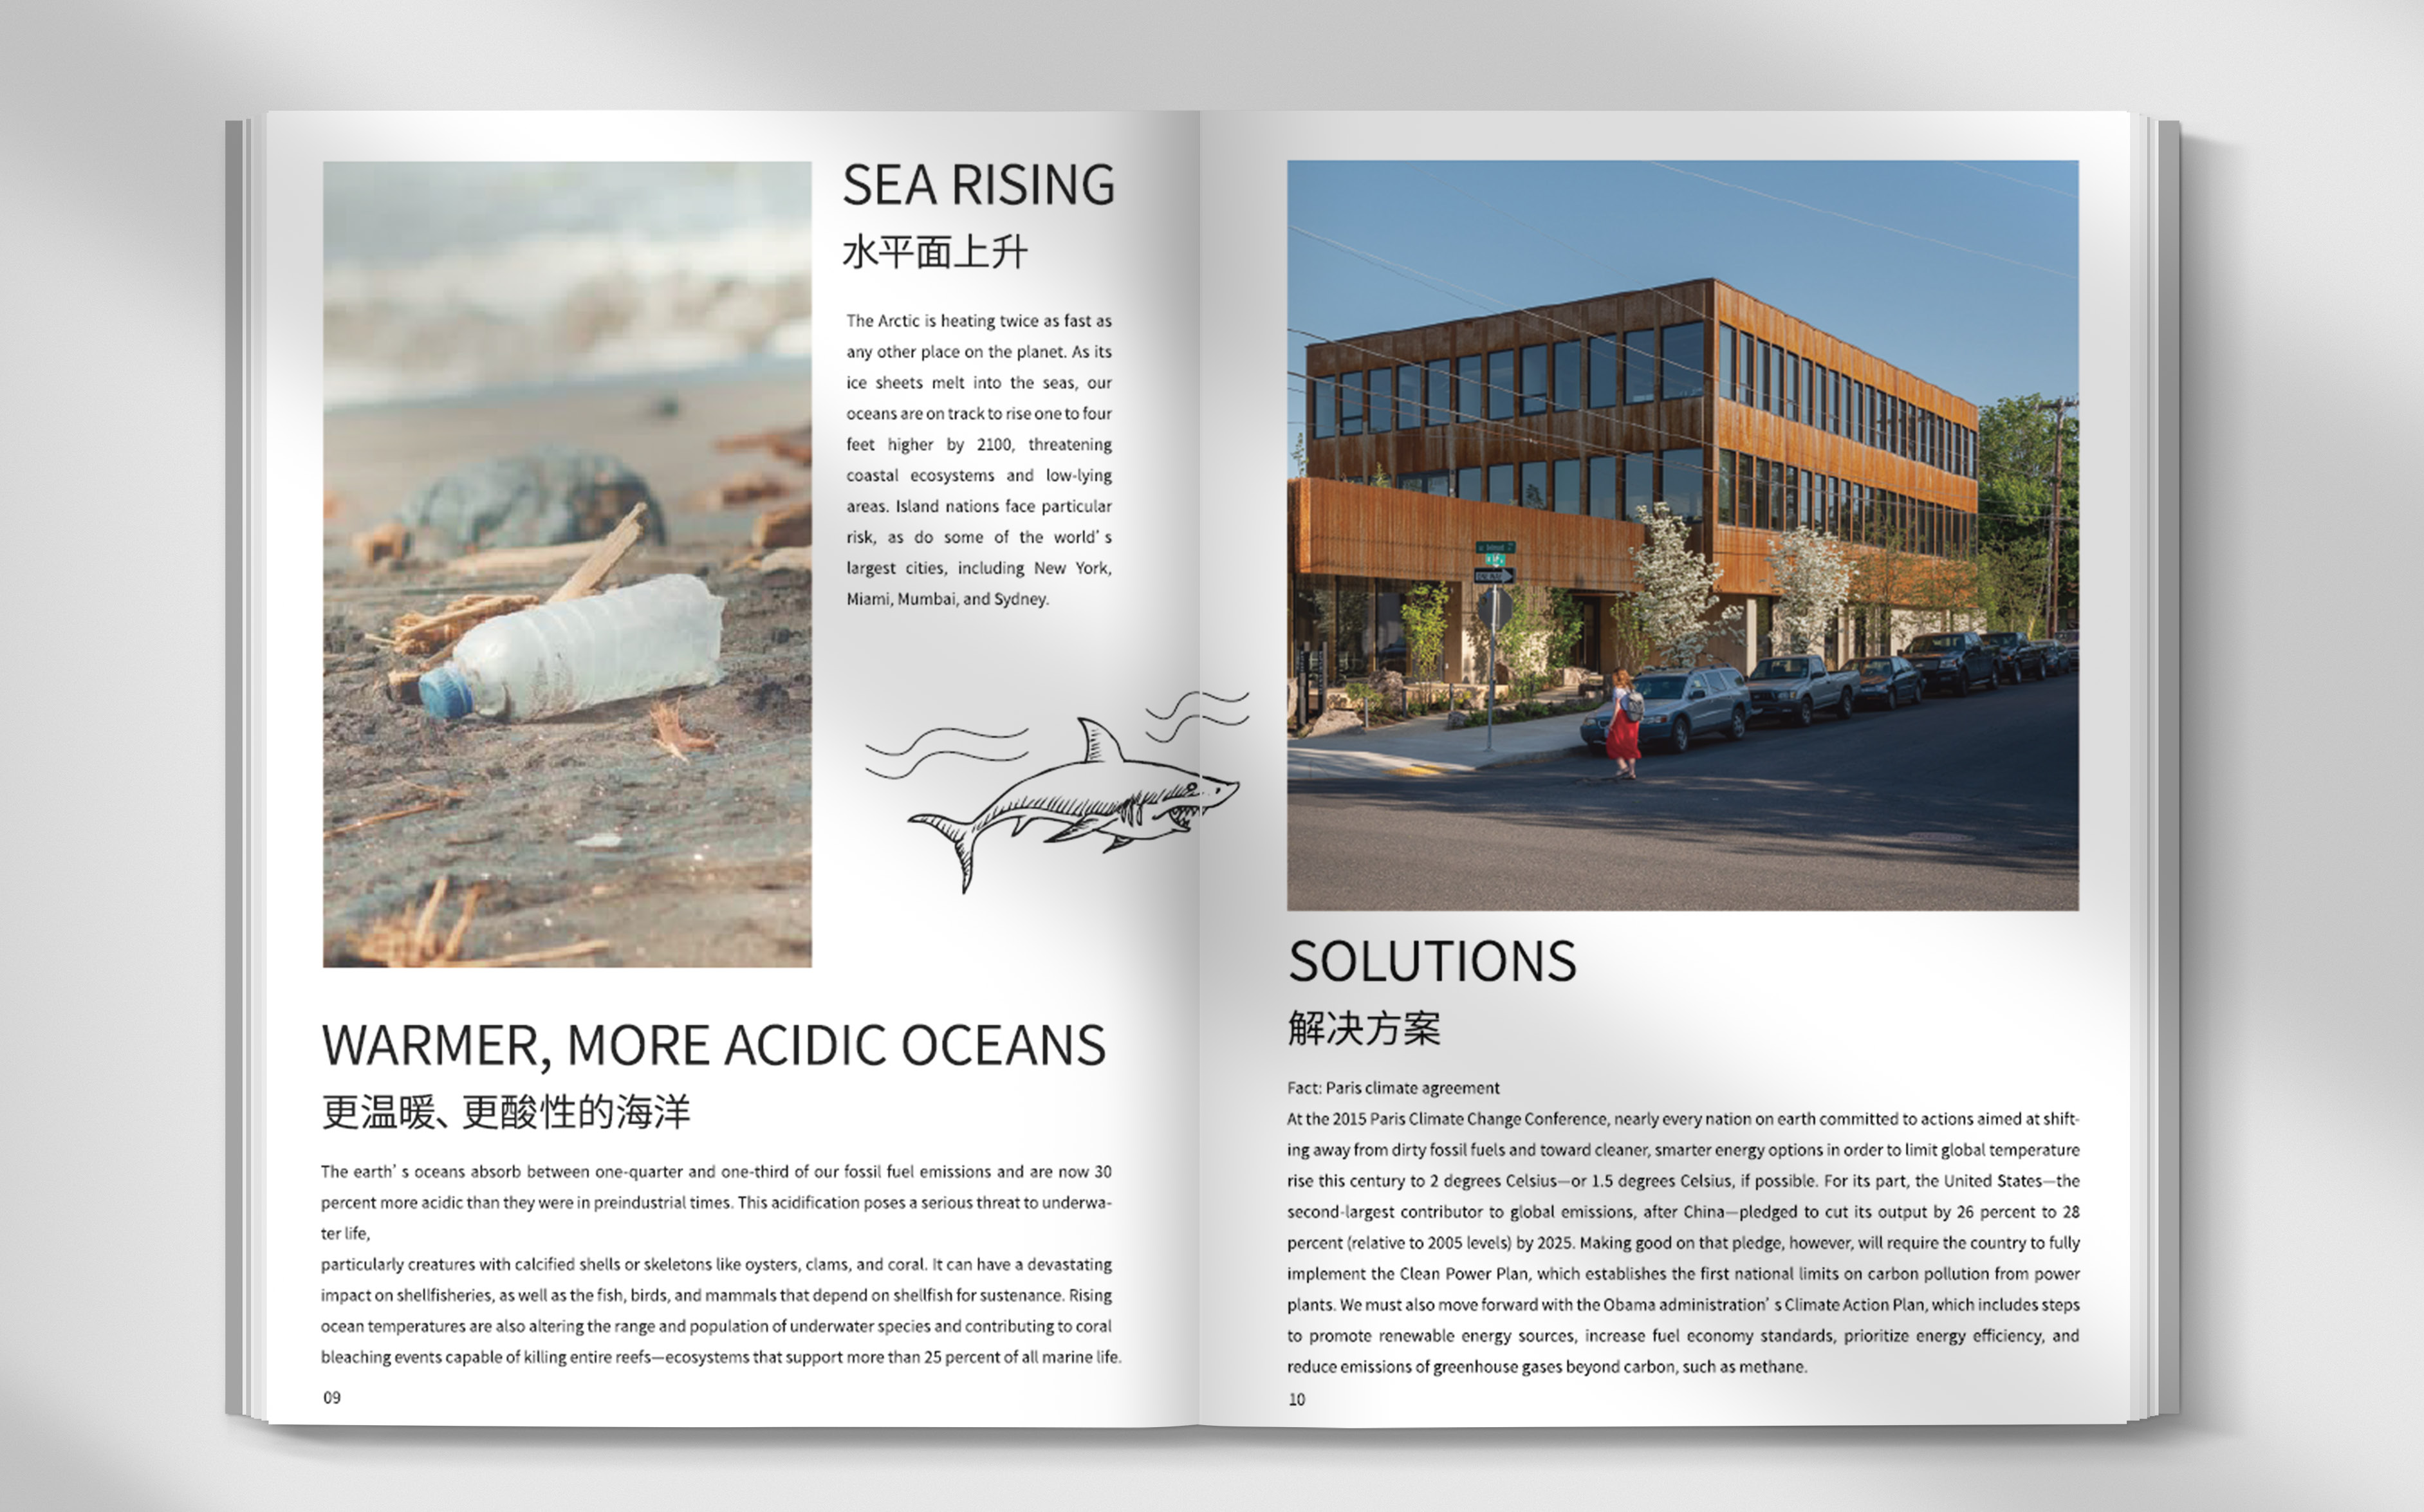 SEA RISING
水平面上升
The Arctic is heating twice as fast as
any other place on the planet. As its
ice sheets melt into the seas, our
oceans are on track to rise one to four
feet higher by 2100, threatening
coastal ecosystems and low-lying
areas. Island nations face particular
risk, as do some of the world’ s
largest cities, including New York,
Miami, Mumbai, and Sydney.
WARMER, MORE ACIDIC OCEANS
更温暖、更酸性的海洋
The earth’ s oceans absorb between one-quarter and one-third of our fossil fuel emissions and are now 30
percent more acidic than they were in preindustrial times. This acidification poses a serious threat to underwa-
ter life,
particularly creatures with calcified shells or skeletons like oysters, clams, and coral. It can have a devastating
impact on shellfisheries, as well as the fish, birds, and mammals that depend on shellfish for sustenance. Rising
ocean temperatures are also altering the range and population of underwater species and contributing to coral
bleaching events capable of killing entire reefs—ecosystems that support more than 25 percent of all marine life.
09
ONE WAY
SOLUTIONS
解决方案
Fact: Paris climate agreement
At the 2015 Paris Climate Change Conference, nearly every nation on earth committed to actions aimed at shift-
ing away from dirty fossil fuels and toward cleaner, smarter energy options in order to limit global temperature
rise this century to 2 degrees Celsius—or 1.5 degrees Celsius, if possible. For its part, the United States—the
second-largest contributor to global emissions, after China—pledged to cut its output by 26 percent to 28
percent (relative to 2005 levels) by 2025. Making good on that pledge, however, will require the country to fully
implement the Clean Power Plan, which establishes the first national limits on carbon pollution from power
plants. We must also move forward with the Obama administration’ s Climate Action Plan, which includes steps
to promote renewable energy sources, increase fuel economy standards, prioritize energy efficiency, and
reduce emissions of greenhouse gases beyond carbon, such as methane.
10